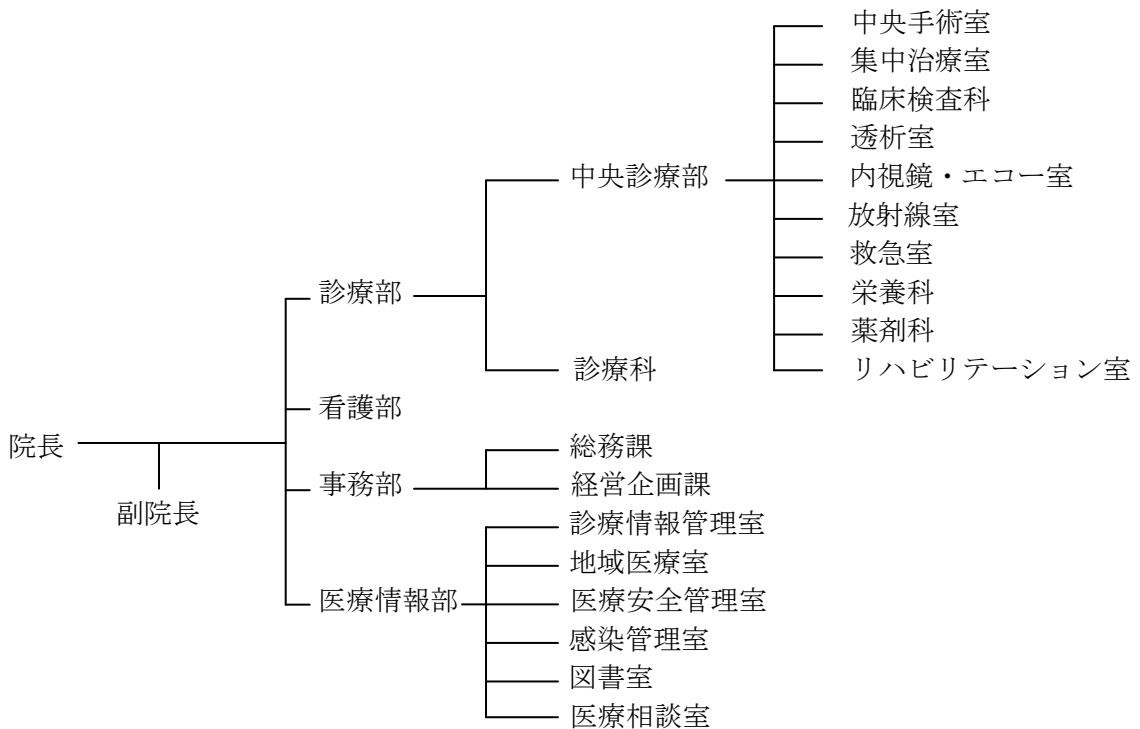 院長
副院長
診療部
中央診療部
中央手術室
集中治療室
臨床検査科
透析室
内視鏡・エコー室
放射線室
救急室
栄養科
薬剤科
リハビリテーション室
診療科
看護部
事務部
総務課
経営企画課
医療情報部
診療情報管理室
地域医療室
医療安全管理室
感染管理室
図書室
医療相談室